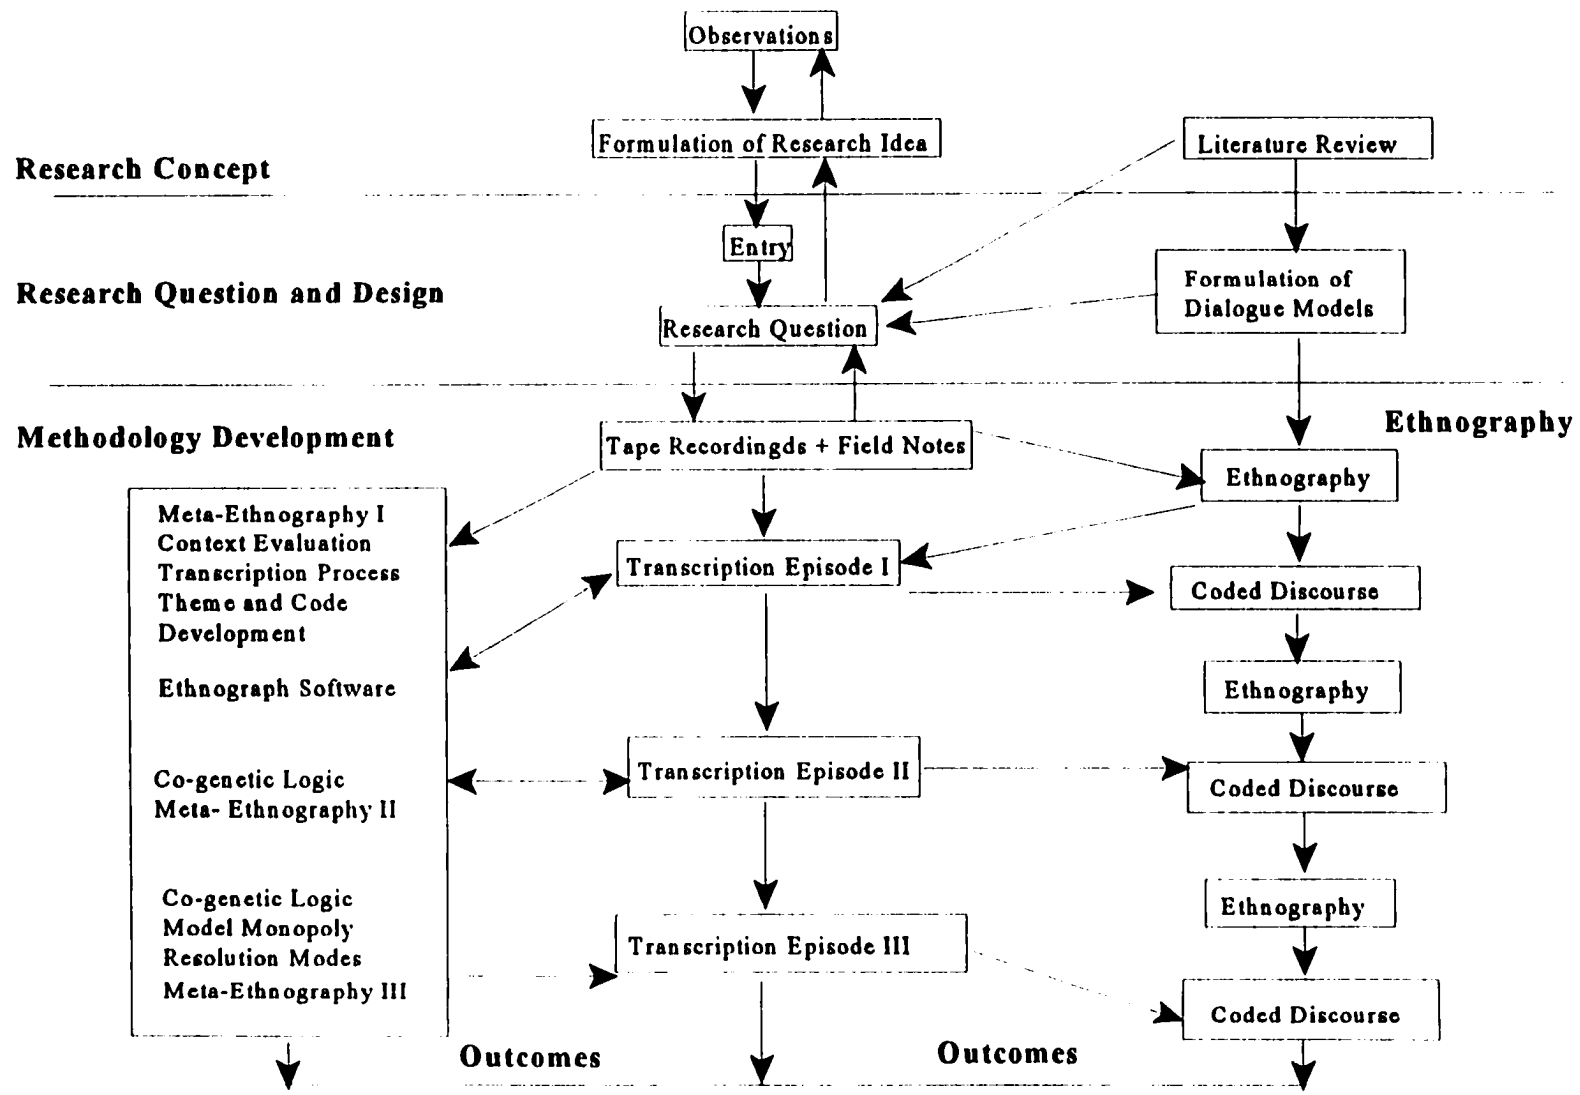 Observations
Formulation of Research Idea
Literature Review
Research Concept
Entry
Formulation of
Dialogue Models
Research Question and Design
Research Question
Methodology Development
Tape Recordingds + Field Notes
Ethnography
Ethnography
Meta-Ethnography I
Context Evaluation
Transcription Process
Theme and Code
Development
Ethnograph Software
Transcription Episode I
Coded Discourse
Ethnography
Co-genetic Logic
Meta- Ethnography II
Transcription Episode II
Coded Discourse
Ethnography
Co-genetic Logic
Model Monopoly
Resolution Modes
Meta-Ethnography III
Transcription Episode III
Coded Discourse
Outcomes
Outcomes